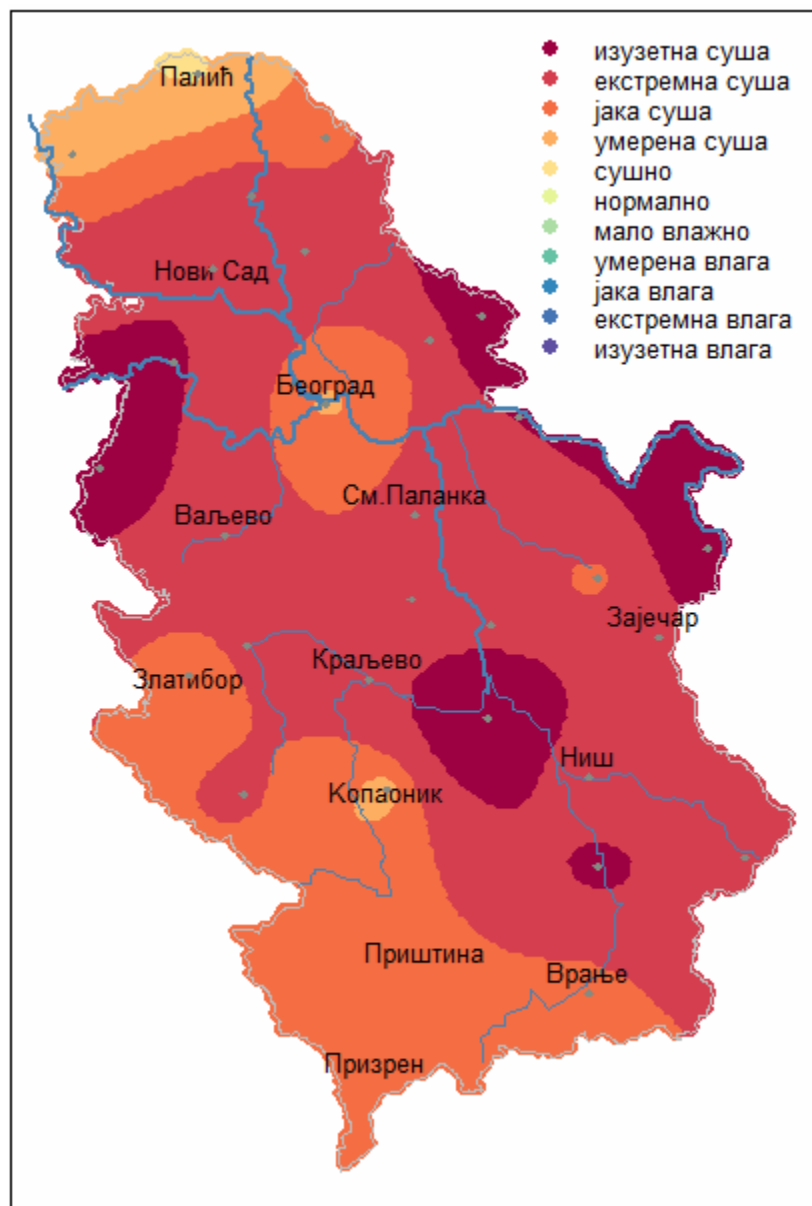 изузетна суша
екстремна суша
јака суша
умерена суша
сушно
нормално
мало влажно
умерена влага
јака влага
екстремна влага
изузетна влага
Палић
Нови Сад
Београд
См.Паланка
Ваљево
Зајечар
Краљево
Златибор
Ниш
Копаоник
Приштина
Врање
Призрен